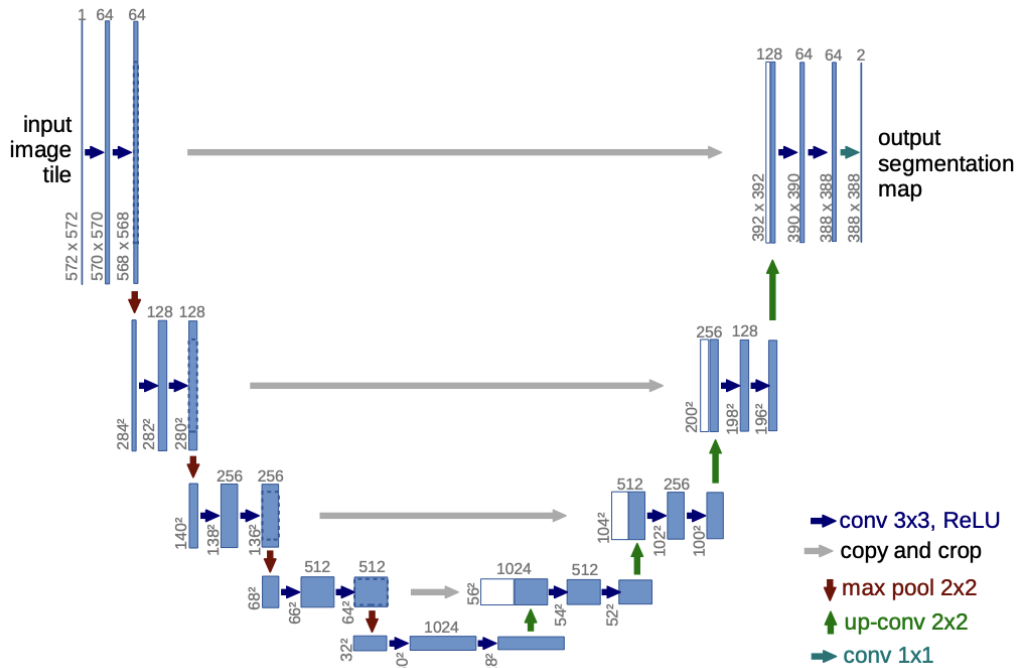 1 64 64
128 64 64 2
input
image
tile
output
segmentation
map
572 x 572
570 x 570
568 x 568
392 x 392
390 x 390
388 x 388
388 x 388
128 128
256 128
284²
282²
280²
200²
198²
196²
256 256
512 256
140²
138²
136²
104²
102²
100²
512 512
1024 512
68²
66²
64²
56²
54²
52²
1024
32²
conv 3x3, ReLU
copy and crop
max pool 2x2
up-conv 2x2
conv 1x1